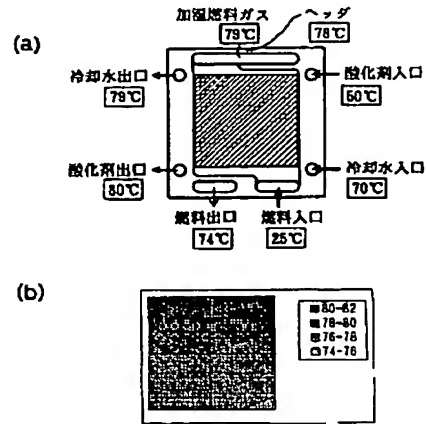 (a)
加湿燃料ガス ヘッダ
79℃ 78℃
冷却水出口 酸化剤入口
79℃ 60℃
酸化剤出口 冷却水入口
80℃ 70℃
燃料出口 燃料入口
74℃ 25℃
(b)
80-82
78-80
76-78
74-76